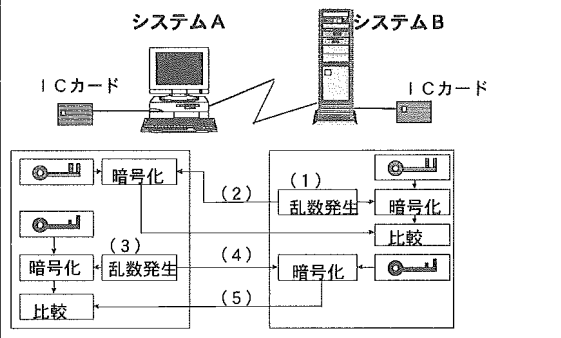 システムA
システムB
ICカード
ICカード
暗号化
(2)
(1)
乱数発生
暗号化
比較
(3)
暗号化
乱数発生
(4)
暗号化
比較
(5)